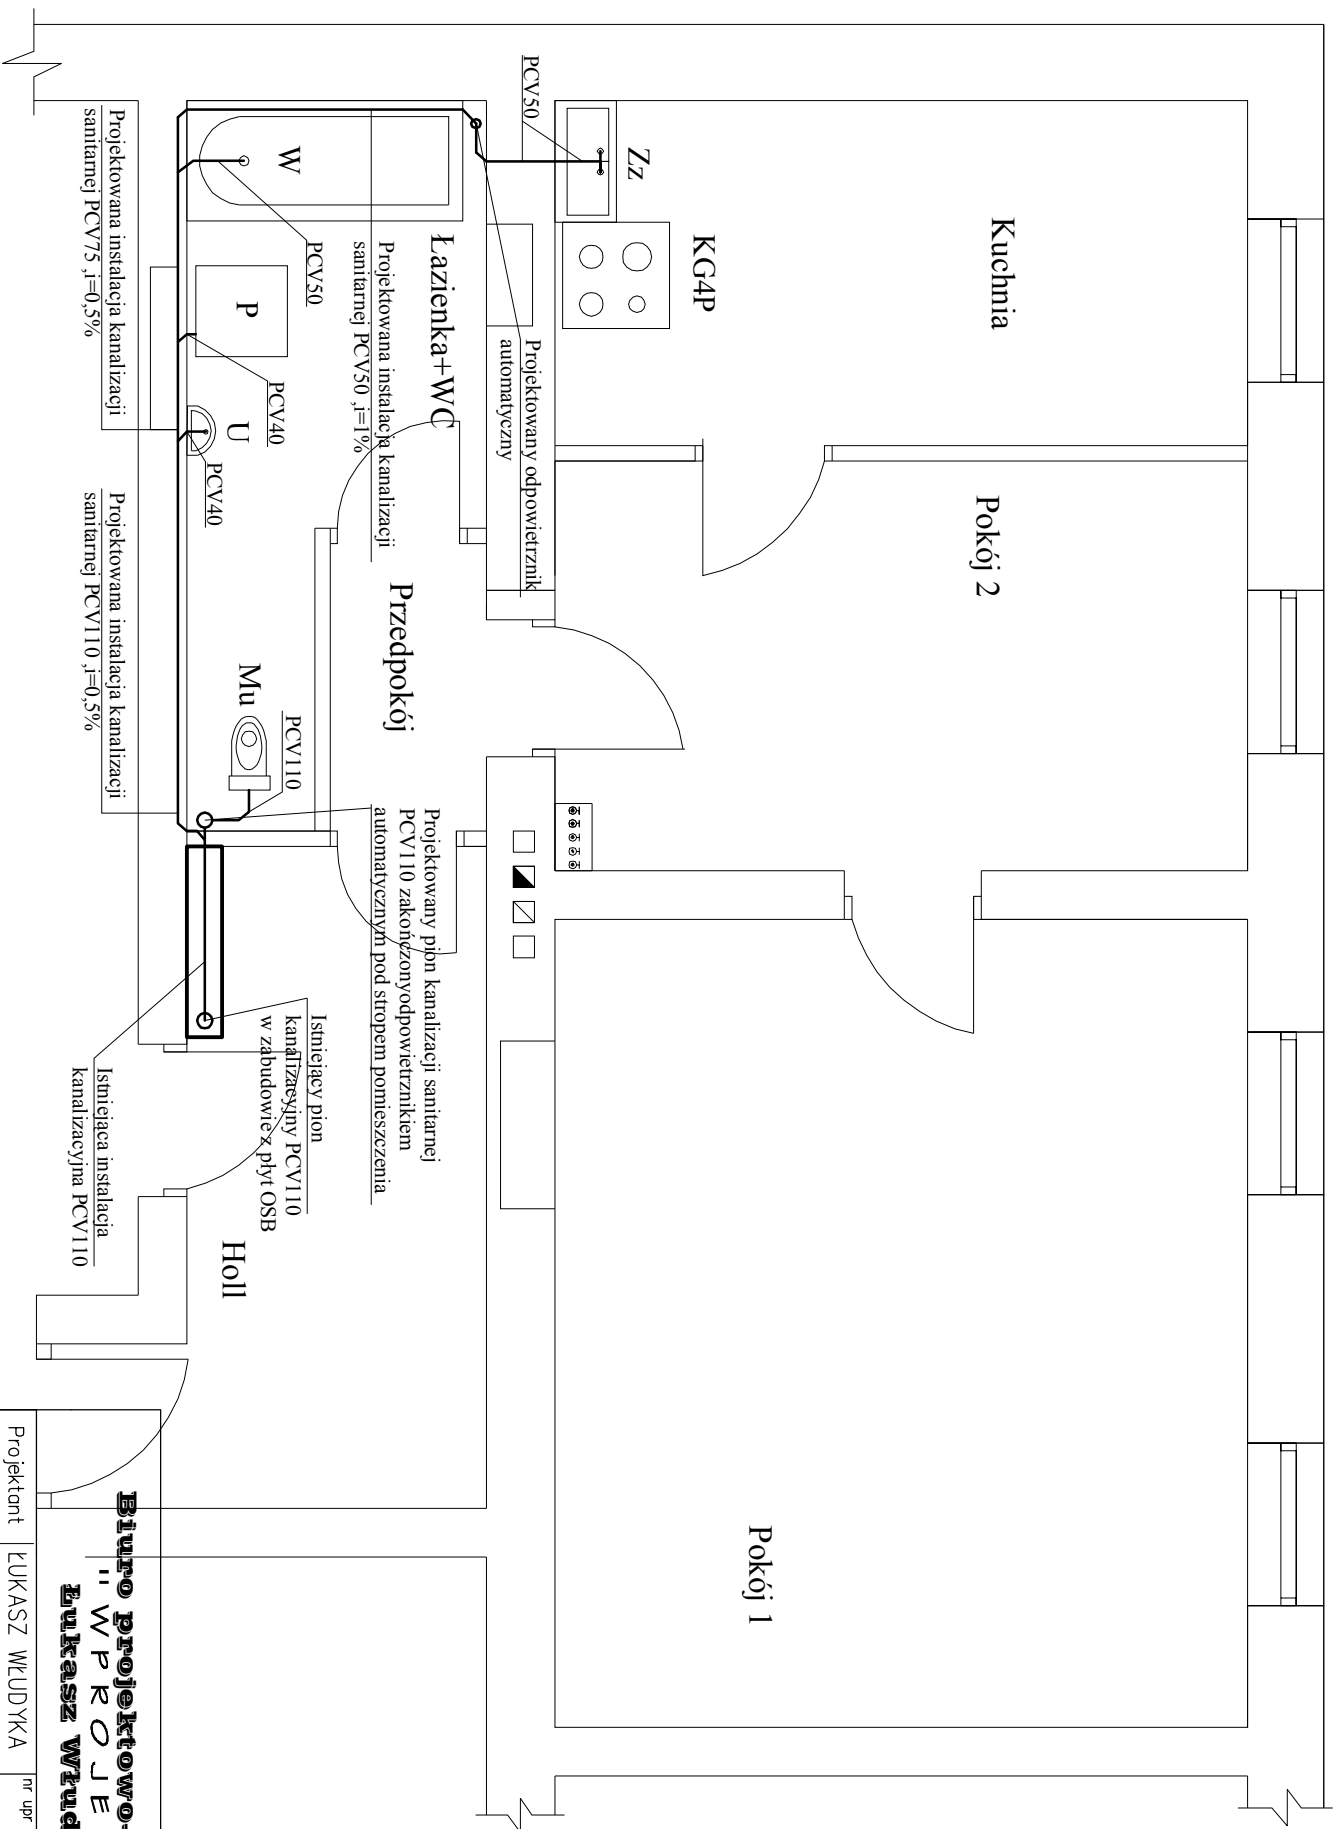 Kuchnia
Pokój 2
Pokój 1
Zz
KG4P
PCV50
Projektowany odpowietrznik
automatyczny
Łazienka+WC
Projektowana instalacja kanalizacji
sanitarnej PCV50 ,i=1%
W
PCV50
P
PCV40
U
PCV40
Projektowana instalacja kanalizacji
sanitarnej PCV75 ,i=0,5%
Projektowana instalacja kanalizacji
sanitarnej PCV110 ,i=0,5%
Przedpokój
Mu
PCV110
Projektowany pion kanalizacji sanitarnej
PCV110 zakończonyodpowietrznikiem
automatycznym pod stropem pomieszczenia
Istniejący pion
kanalizacyjny PCV110
w zabudowie z płyt OSB
Istniejąca instalacja
kanalizacyjna PCV110
Holl
Biuro projektowo-
"WPROJE
Łukasz Włud
Projektant ŁUKASZ WŁUDYKA nr upr